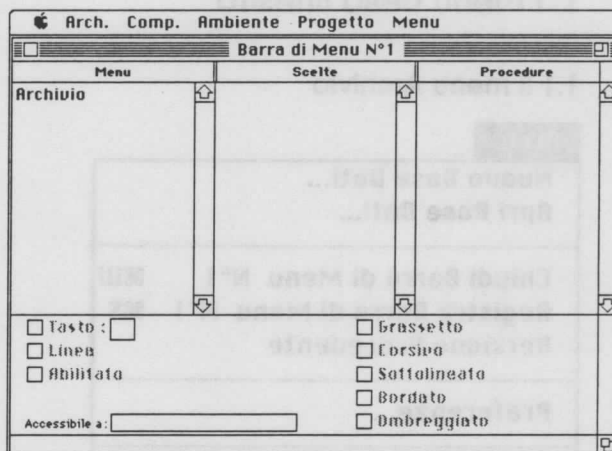 Arch. Comp. Ambiente Progetto Menu
Barra di Menu N°1
Menu Scelte Procedure
Archivio
Tasto :
Linea
Abilitata
Accessibile a :
Grassetto
Corsivo
Sottolineato
Bordato
Ombreggiato